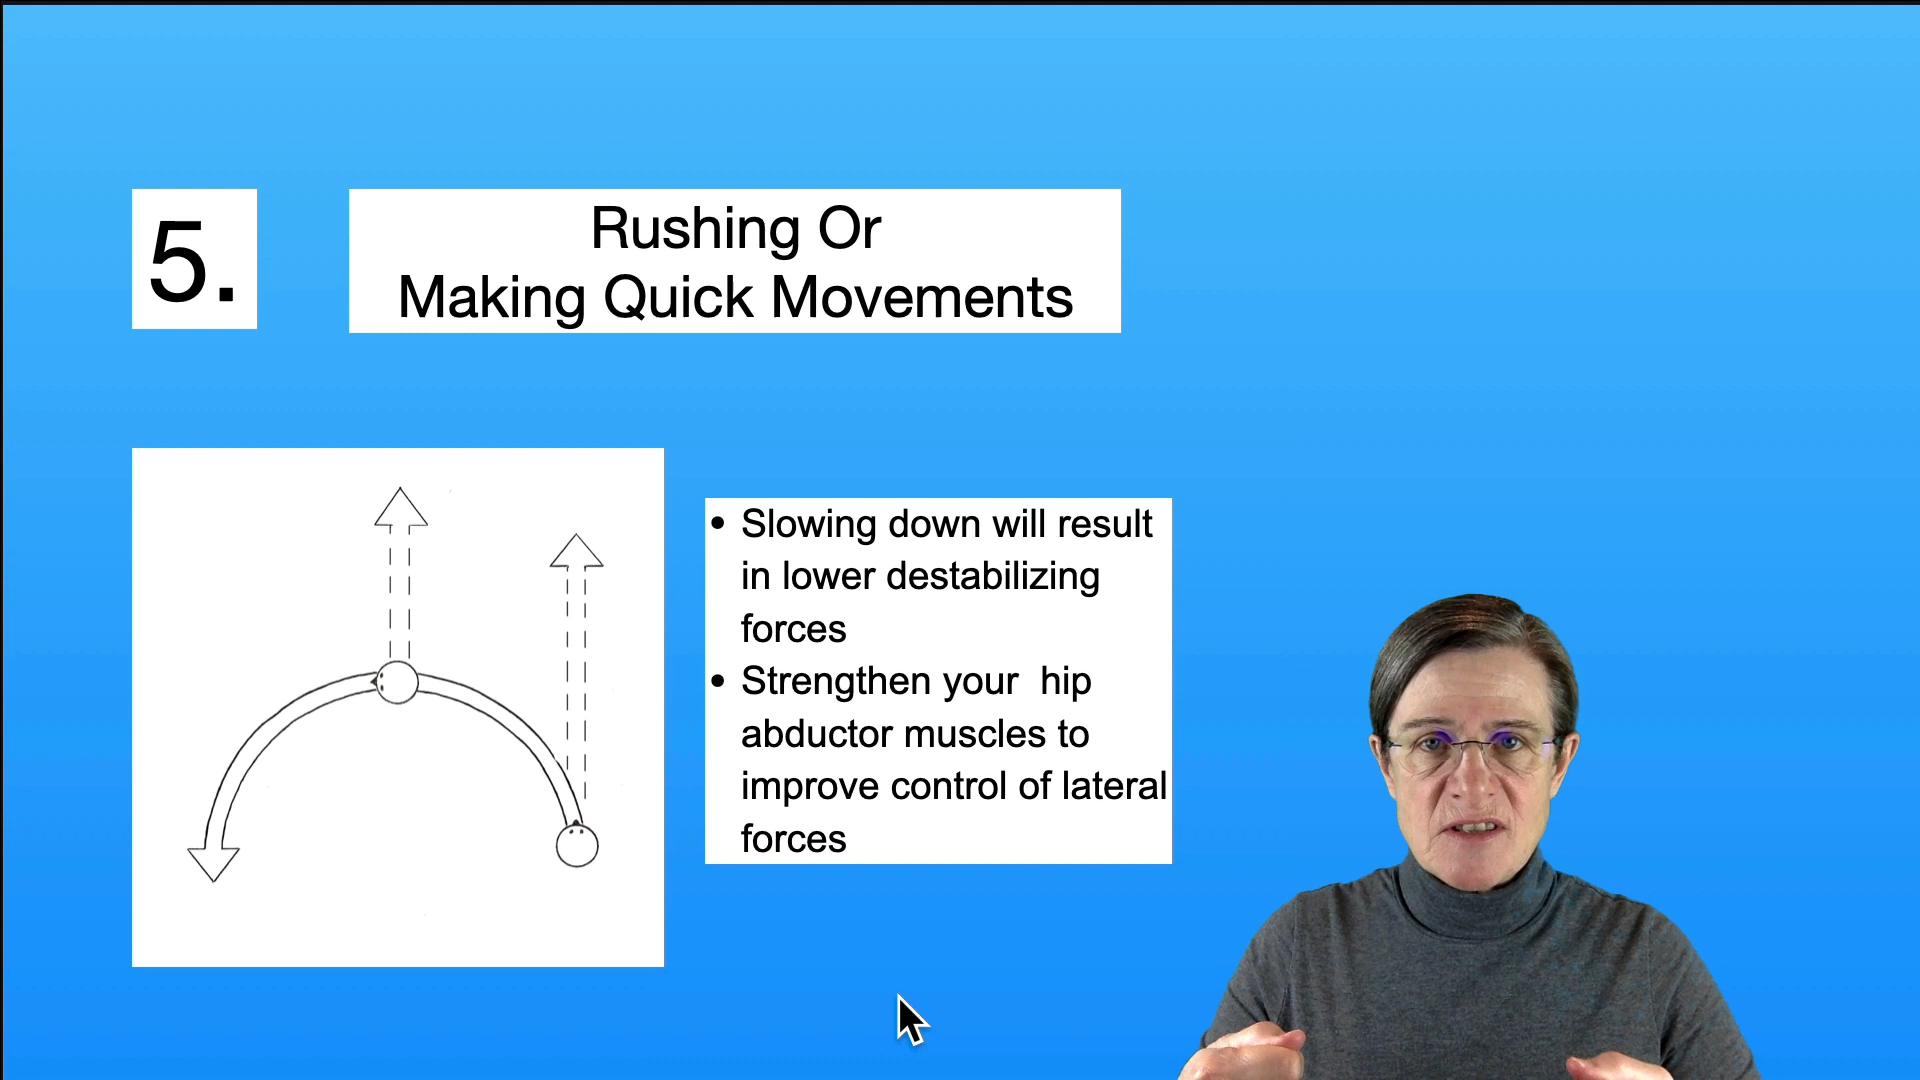 5.
Rushing Or
Making Quick Movements
• Slowing down will result
in lower destabilizing
forces
• Strengthen your  hip
abductor muscles to
improve control of lateral
forces